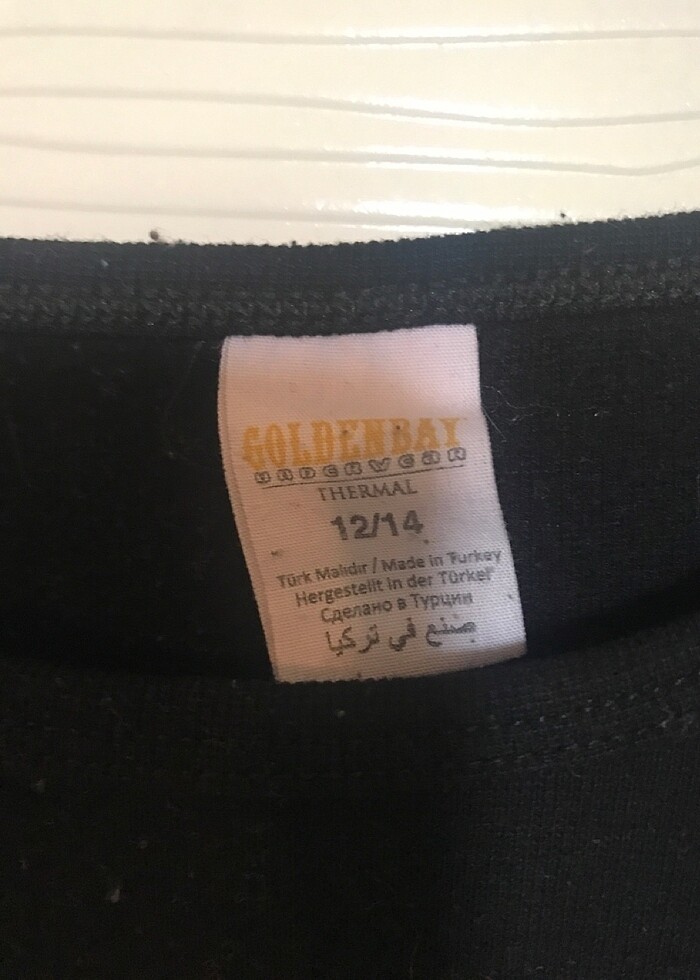 GOLDENBAY
UNDERWEAR
THERMAL
12/14
Türk Malıdır / Made in Turkey
Hergestellt in der Türkei
Сделано в Турции
صنع في تركيا